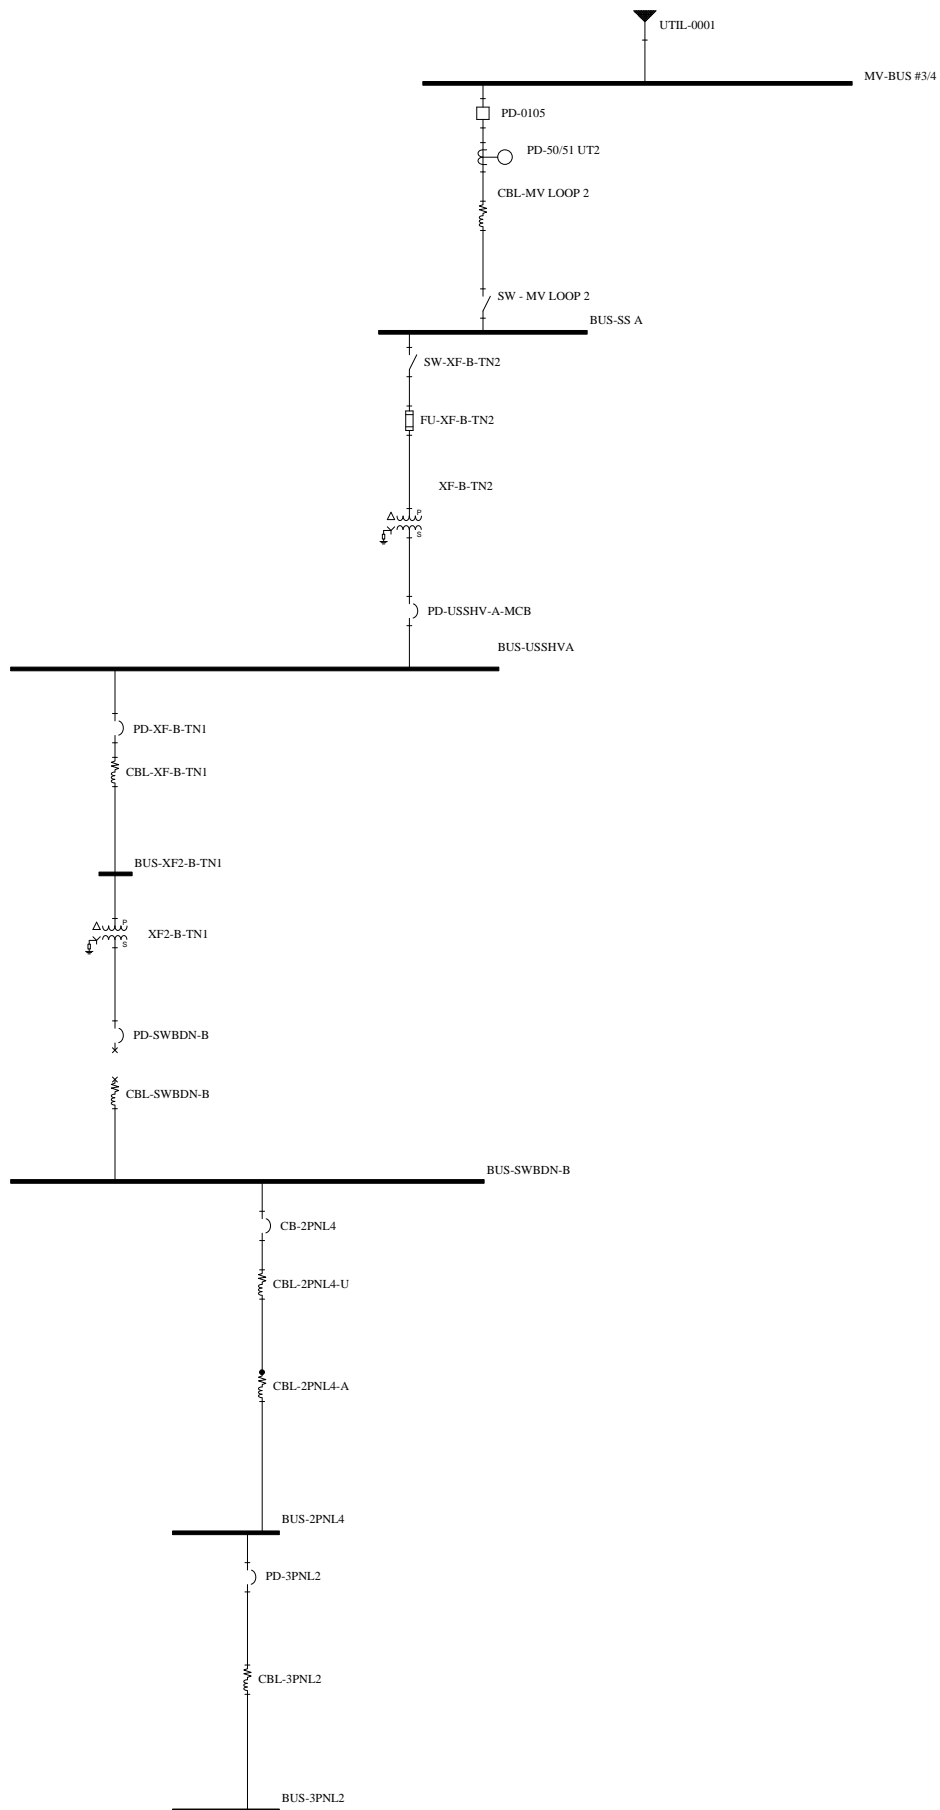 UTIL-0001
MV-BUS #3/4
PD-0105
PD-50/51 UT2
CBL-MV LOOP 2
SW - MV LOOP 2
BUS-SS A
SW-XF-B-TN2
FU-XF-B-TN2
XF-B-TN2
P
S
PD-USSHV-A-MCB
BUS-USSHVA
PD-XF-B-TN1
CBL-XF-B-TN1
BUS-XF2-B-TN1
P
XF2-B-TN1
S
PD-SWBDN-B
CBL-SWBDN-B
BUS-SWBDN-B
CB-2PNL4
CBL-2PNL4-U
CBL-2PNL4-A
BUS-2PNL4
PD-3PNL2
CBL-3PNL2
BUS-3PNL2